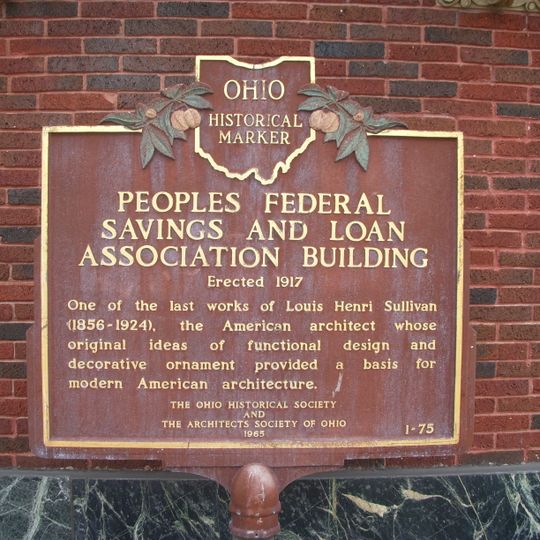 OHIO
HISTORICAL
MARKER
PEOPLES FEDERAL
SAVINGS AND LOAN
ASSOCIATION BUILDING
Erected 1917
One of the last works of Louis Henri Sullivan
(1856-1924), the American architect whose
original ideas of functional design and
decorative ornament provided a basis for
modern American architecture.
THE OHIO HISTORICAL SOCIETY
AND
THE ARCHITECTS SOCIETY OF OHIO
1965
1-75